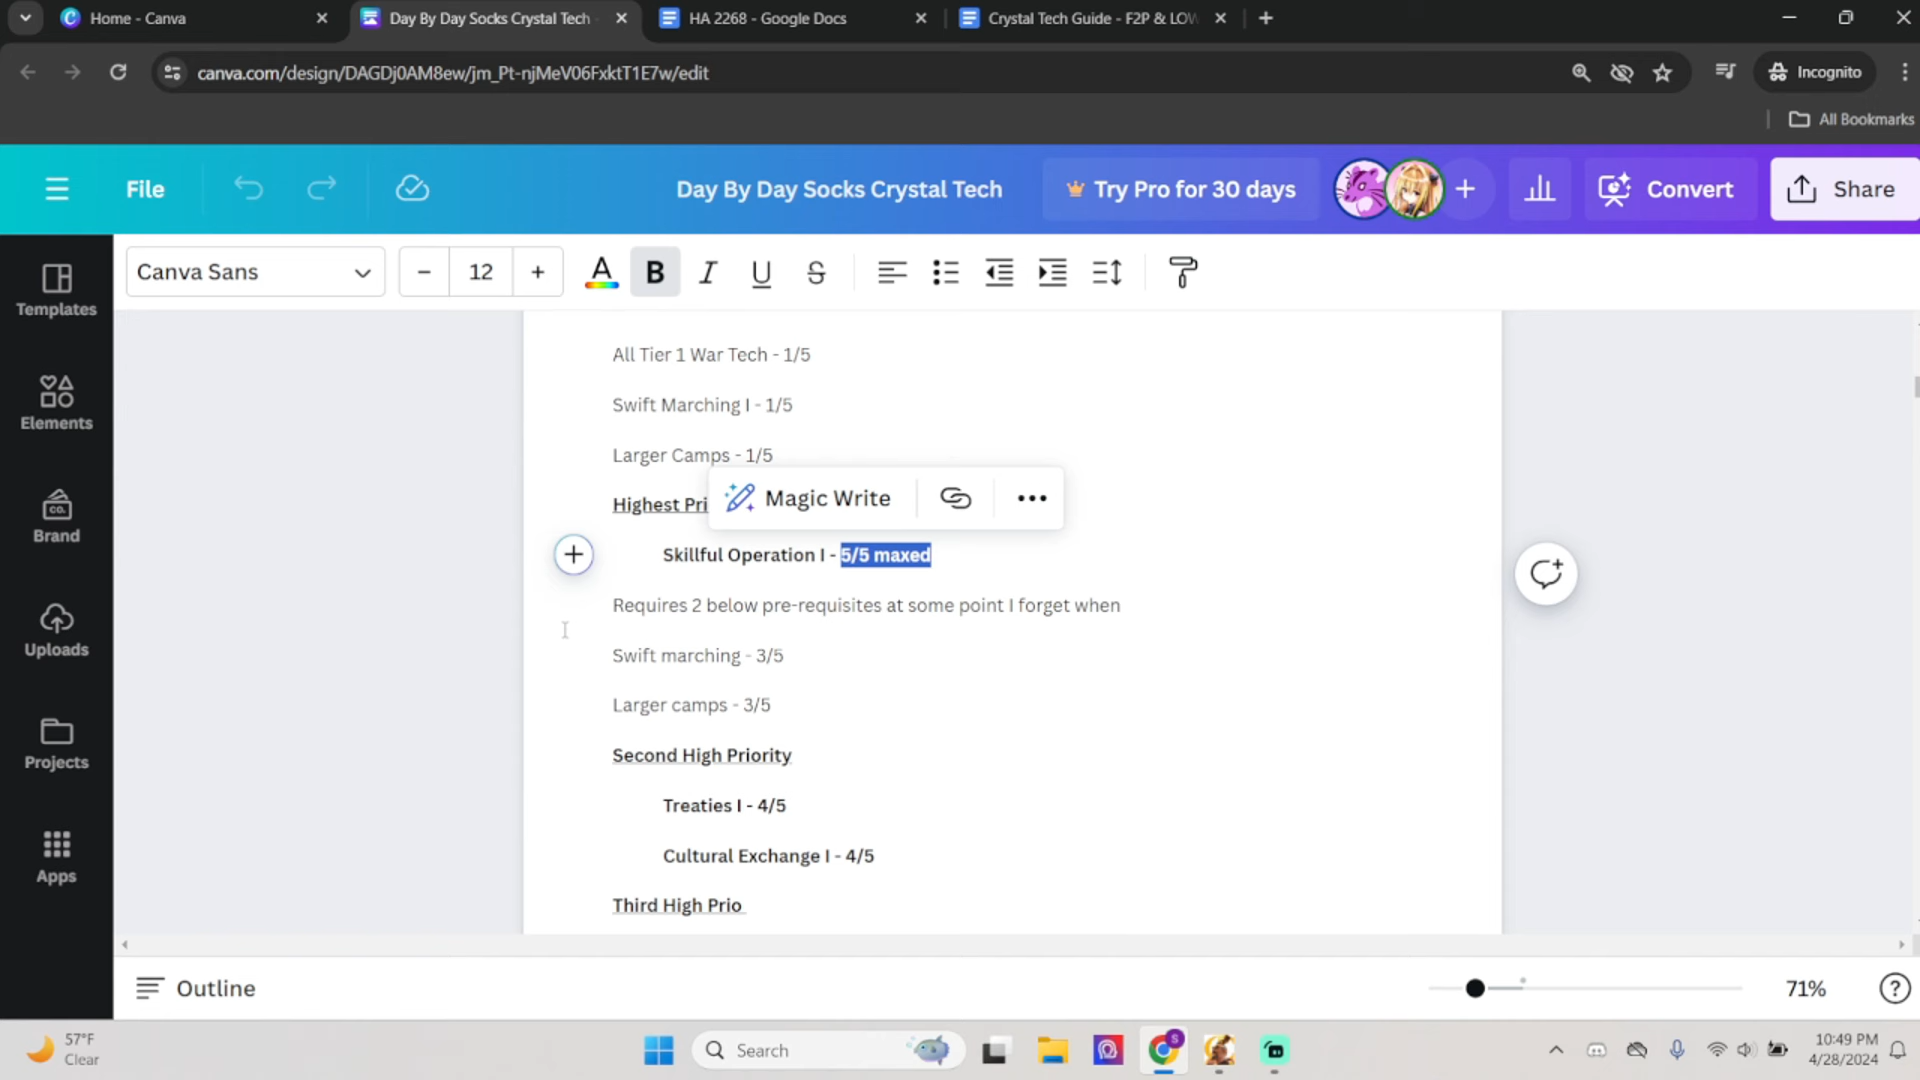 Home - Canva
Day By Day Socks Crystal Tech
HA 2268 - Google Docs
Crystal Tech Guide - F2P & LOW
canva.com/design/DAGDj0AM8ew/jm_Pt-njMeV06FxktT1E7w/edit
Incognito
All Bookmarks
File
Day By Day Socks Crystal Tech
Try Pro for 30 days
Convert
Share
Canva Sans
12
A
B
I
U
S
Templates
Elements
Brand
Uploads
Projects
Apps
All Tier 1 War Tech - 1/5
Swift Marching I - 1/5
Larger Camps - 1/5
Highest Pri
Magic Write
Skillful Operation I - 5/5 maxed
Requires 2 below pre-requisites at some point I forget when
Swift marching - 3/5
Larger camps - 3/5
Second High Priority
Treaties I - 4/5
Cultural Exchange I - 4/5
Third High Prio
Outline
71%
57°F
Clear
Search
10:49 PM
4/28/2024